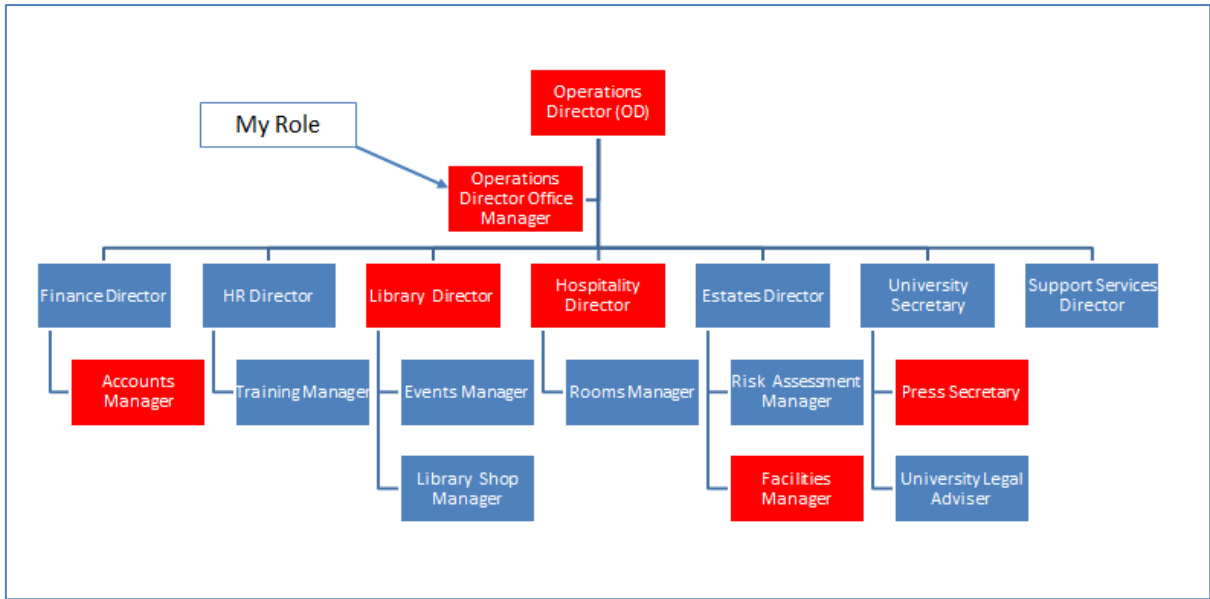 Operations
Director (OD)
My Role
Operations
Director Office
Manager
Finance Director
HR Director
Library Director
Hospitality
Director
Estates Director
University
Secretary
Support Services
Director
Accounts
Manager
Training Manager
Events Manager
Rooms Manager
Risk Assessment
Manager
Press Secretary
Library Shop
Manager
Facilities
Manager
University Legal
Adviser